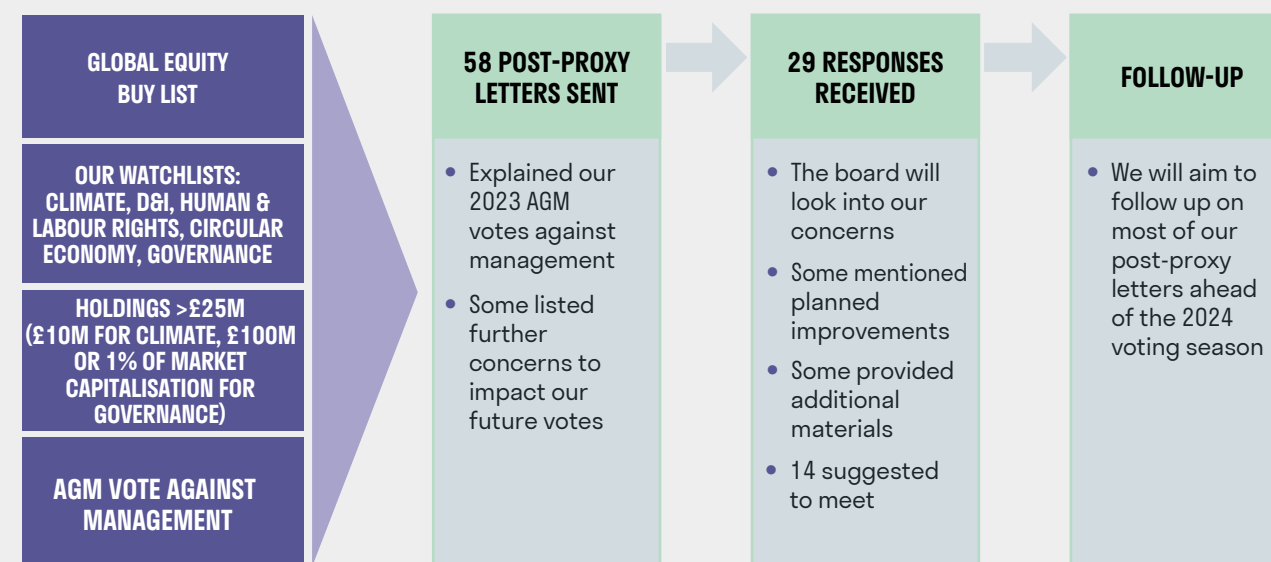 GLOBAL EQUITY
BUY LIST
OUR WATCHLISTS:
CLIMATE, D&I, HUMAN &
LABOUR RIGHTS, CIRCULAR
ECONOMY, GOVERNANCE
HOLDINGS >£25M
(£10M FOR CLIMATE, £100M
OR 1% OF MARKET
CAPITALISATION FOR
GOVERNANCE)
AGM VOTE AGAINST
MANAGEMENT
58 POST-PROXY
LETTERS SENT
• Explained our
2023 AGM
votes against
management
• Some listed
further
concerns to
impact our
future votes
29 RESPONSES
RECEIVED
• The board will
look into our
concerns
• Some mentioned
planned
improvements
• Some provided
additional
materials
• 14 suggested
to meet
FOLLOW-UP
• We will aim to
follow up on
most of our
post-proxy
letters ahead
of the 2024
voting season